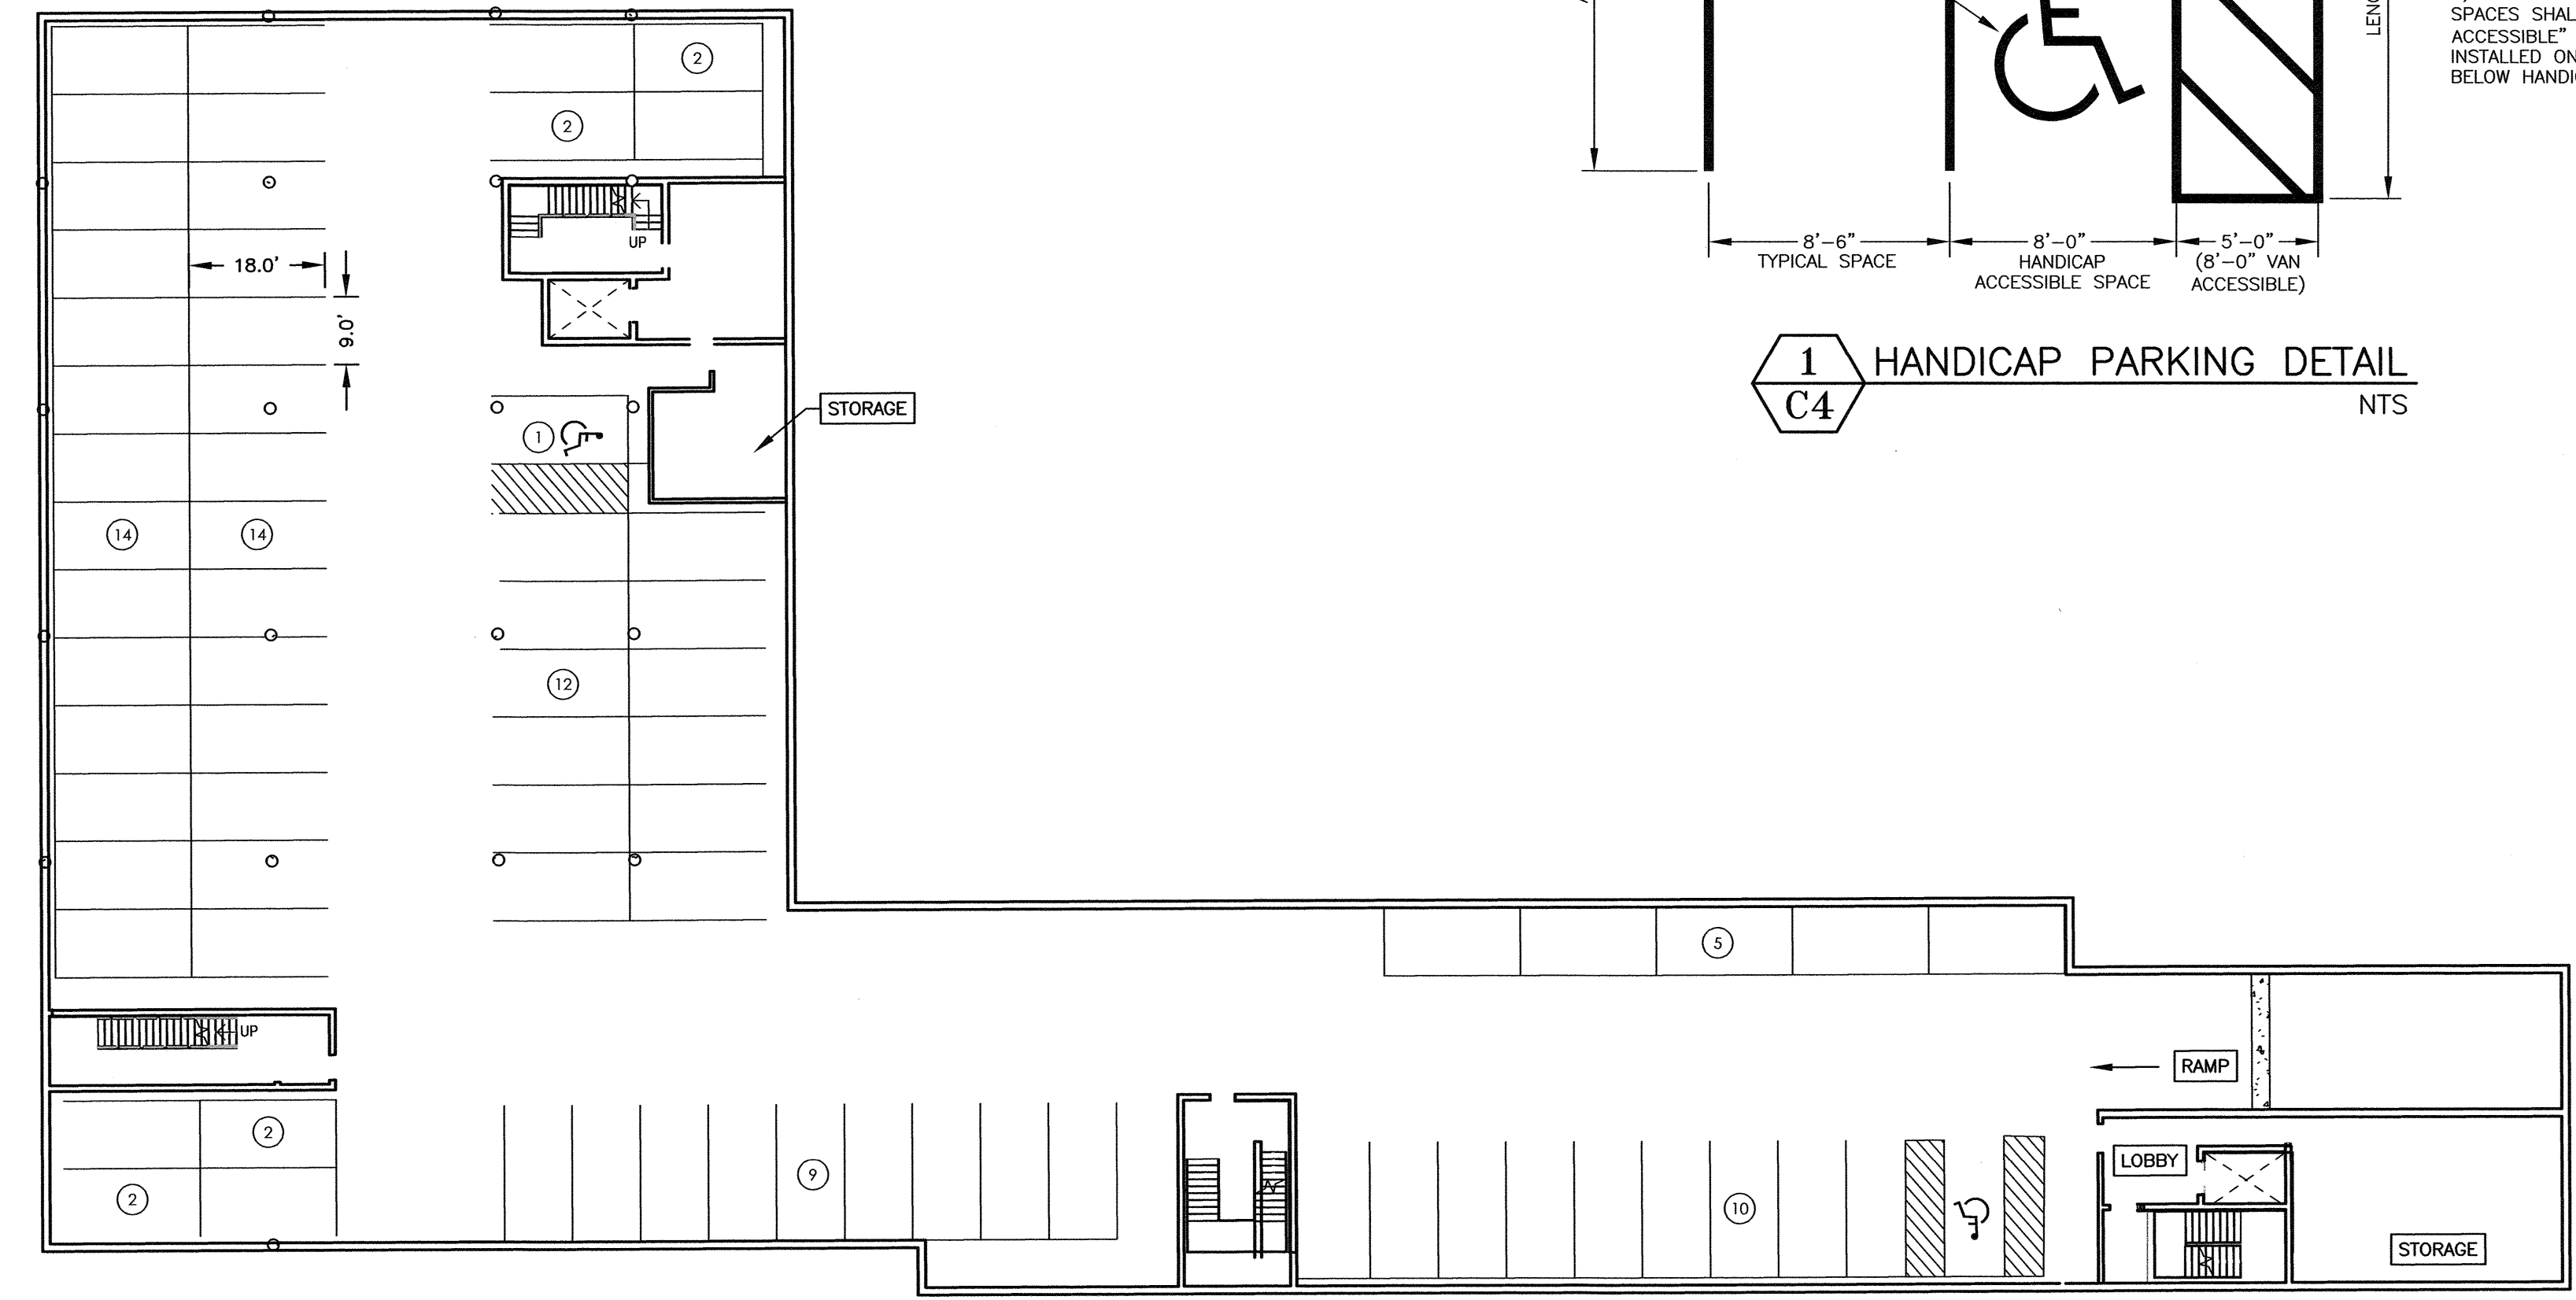 SPACES SHAL
ACCESSIBLE"
INSTALLED ON
BELOW HANDI
LENG
8'-6"
TYPICAL SPACE
8'-0"
HANDICAP
ACCESSIBLE SPACE
5'-0"
(8'-0" VAN
ACCESSIBLE)
1
C4
HANDICAP PARKING DETAIL
NTS
2
2
UP
18.0'
9.0'
1
STORAGE
14
14
12
5
UP
RAMP
2
2
9
10
LOBBY
STORAGE